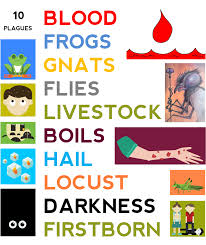 10
PLAGUES
BLOOD
FROGS
GNATS
FLIES
LIVESTOCK
BOILS
HAIL
LOCUST
DARKNESS
FIRSTBORN